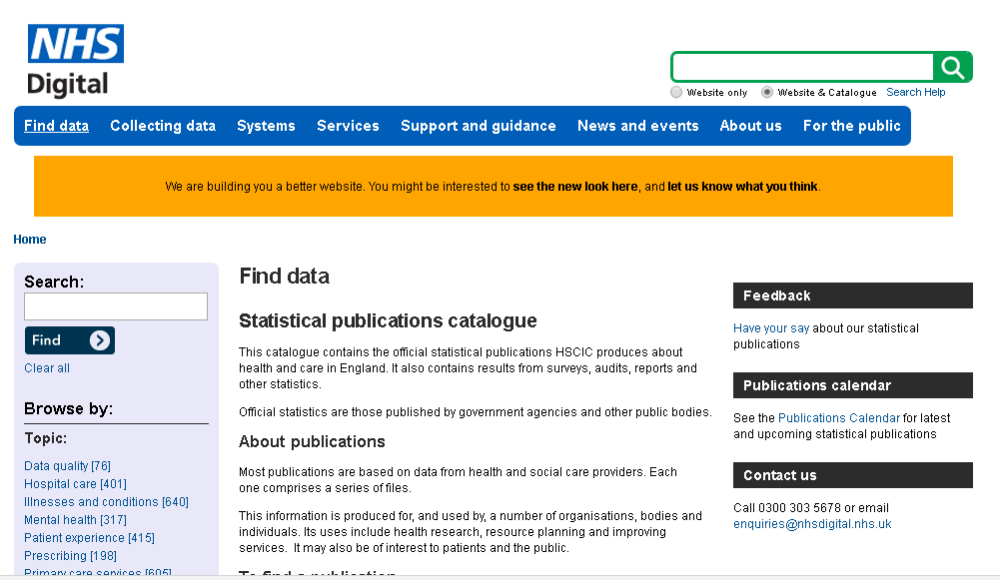 NHS
Digital
Website only
Website & Catalogue
Search Help
Find data
Collecting data
Systems
Services
Support and guidance
News and events
About us
For the public
We are building you a better website. You might be interested to see the new look here, and let us know what you think.
Home
Search:
Find
Clear all
Browse by:
Topic:
Data quality [76]
Hospital care [401]
Illnesses and conditions [640]
Mental health [317]
Patient experience [415]
Prescribing [198]
Primary care services [605]
Find data
Statistical publications catalogue
This catalogue contains the official statistical publications HSCIC produces about
health and care in England. It also contains results from surveys, audits, reports and
other statistics.
Official statistics are those published by government agencies and other public bodies.
About publications
Most publications are based on data from health and social care providers. Each
one comprises a series of files.
This information is produced for, and used by, a number of organisations, bodies and
individuals. Its uses include health research, resource planning and improving
services. It may also be of interest to patients and the public.
To find a publication
Feedback
Have your say about our statistical
publications
Publications calendar
See the Publications Calendar for latest
and upcoming statistical publications
Contact us
Call 0300 303 5678 or email
enquiries@nhsdigital.nhs.uk